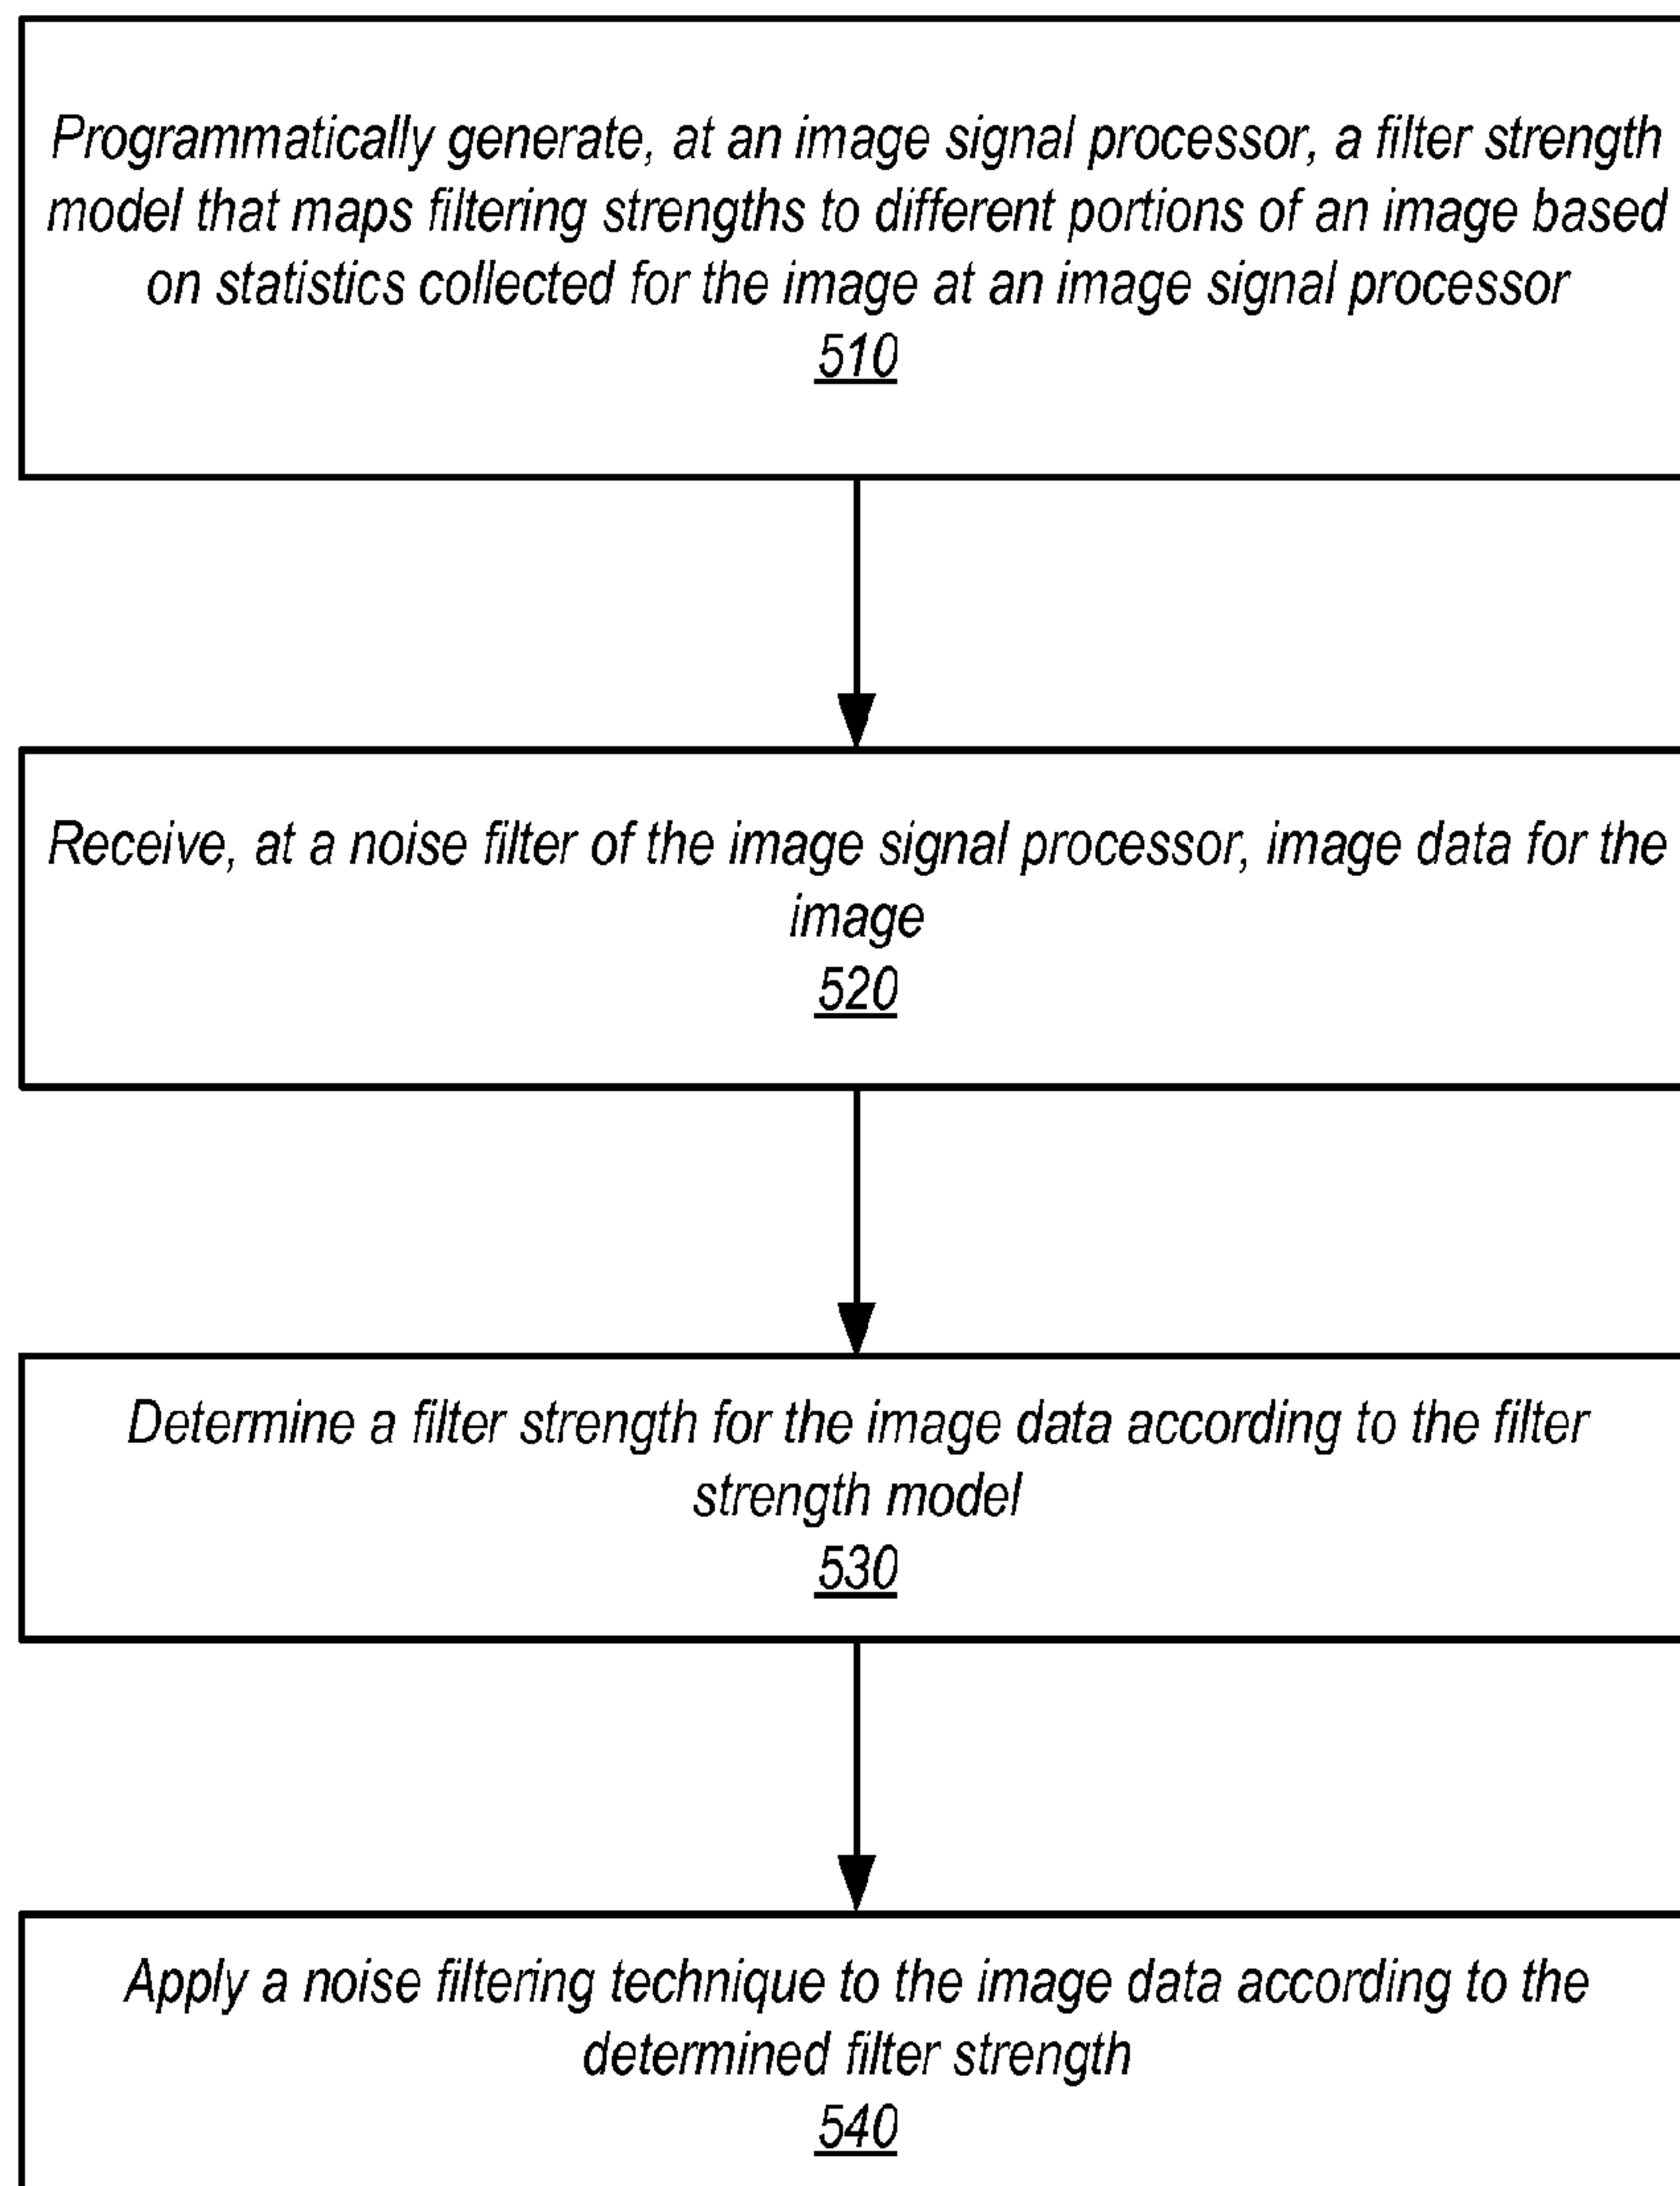 Programmatically generate, at an image signal processor, a filter strength
model that maps filtering strengths to different portions of an image based
on statistics collected for the image at an image signal processor
510
Receive, at a noise filter of the image signal processor, image data for the
image
520
Determine a filter strength for the image data according to the filter
strength model
530
Apply a noise filtering technique to the image data according to the
determined filter strength
540